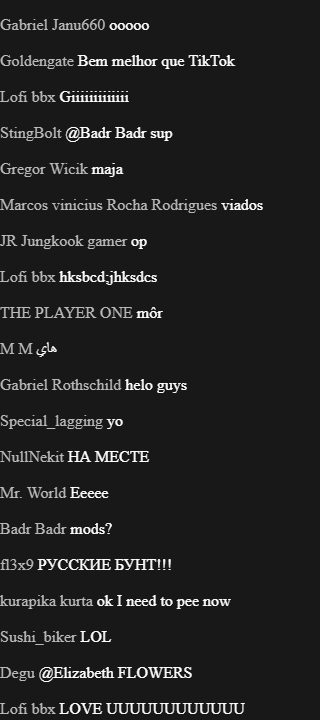 Gabriel Janu660 ooooo
Goldengate Bem melhor que TikTok
Lofi bbx Giiiiiiiiiiiii
StingBolt @Badr Badr sup
Gregor Wicik maja
Marcos vinicius Rocha Rodrigues viados
JR Jungkook gamer op
Lofi bbx hksbcd;jhksdcs
THE PLAYER ONE môr
M M هاي
Gabriel Rothschild helo guys
Special_lagging yo
NullNekit НА МЕСТЕ
Mr. World Eeeee
Badr Badr mods?
fl3x9 РУССКИЕ БУНТ!!!
kurapika kurta ok I need to pee now
Sushi_biker LOL
Degu @Elizabeth FLOWERS
Lofi bbx LOVE UUUUUUUUUUUU